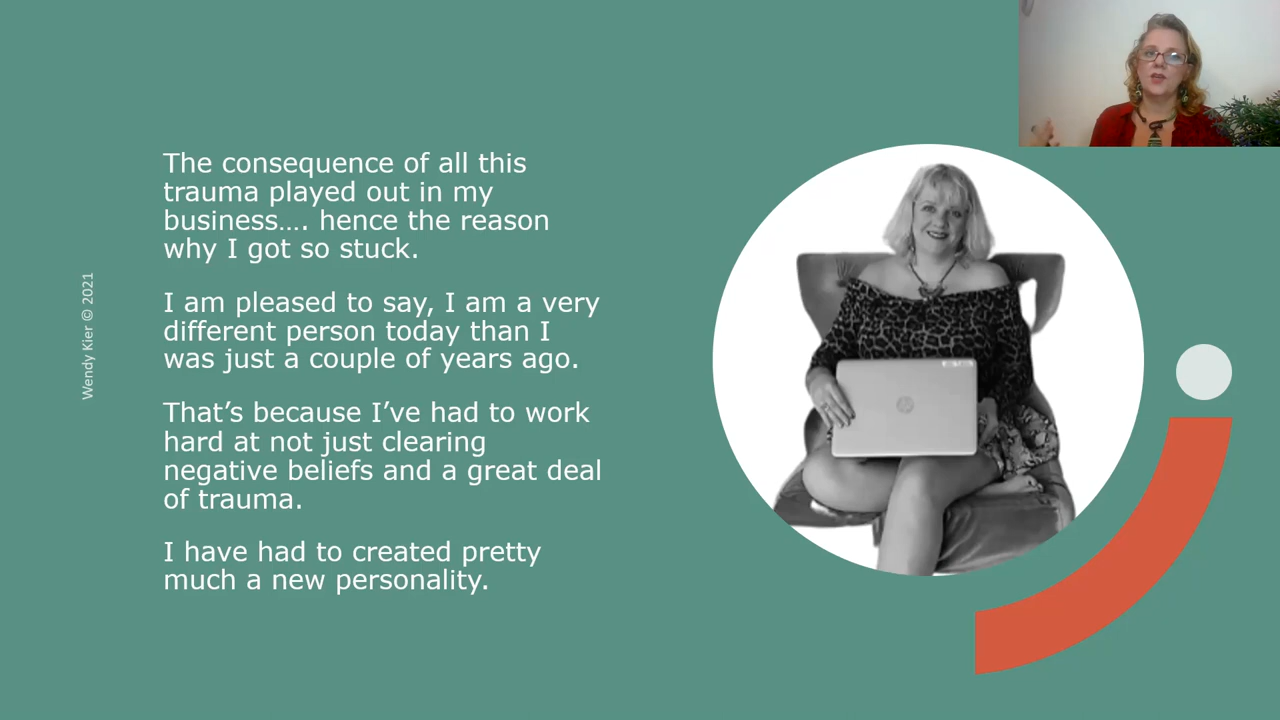 The consequence of all this
trauma played out in my
business.... hence the reason
why I got so stuck.
I am pleased to say, I am a very
different person today than I
was just a couple of years ago.
That’s because I’ve had to work
hard at not just clearing
negative beliefs and a great deal
of trauma.
I have had to created pretty
much a new personality.
Wendy Kier © 2021